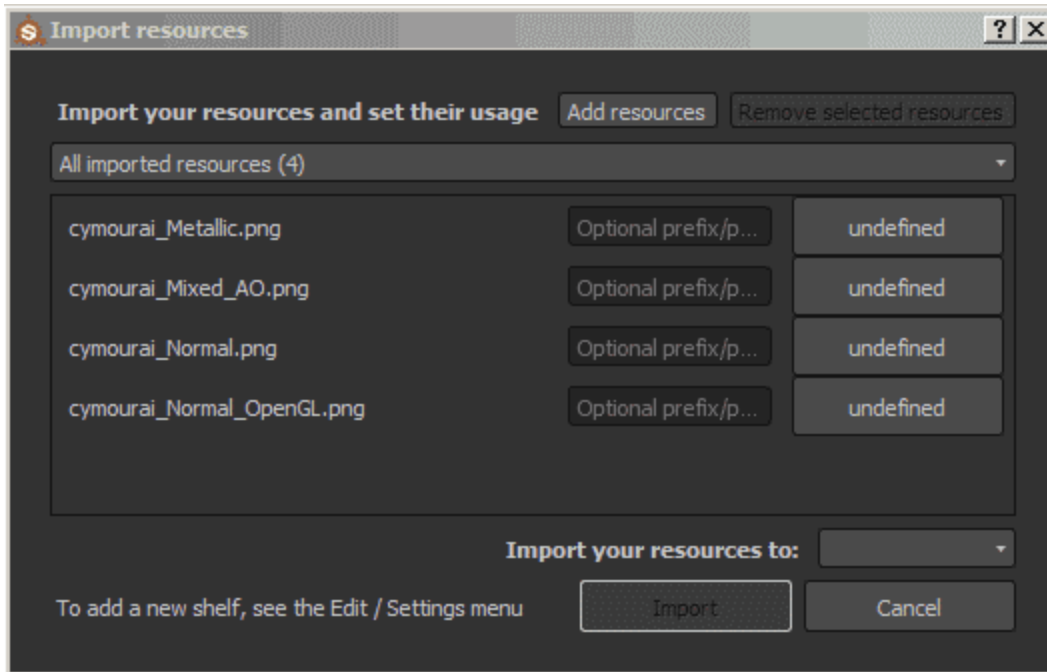 Import resources
Import your resources and set their usage Add resources Remove selected resources
All imported resources (4)
cymourai_Metallic.png Optional prefix/p... undefined
cymourai_Mixed_AO.png Optional prefix/p... undefined
cymourai_Normal.png Optional prefix/p... undefined
cymourai_Normal_OpenGL.png Optional prefix/p... undefined
Import your resources to:
To add a new shelf, see the Edit / Settings menu Import Cancel